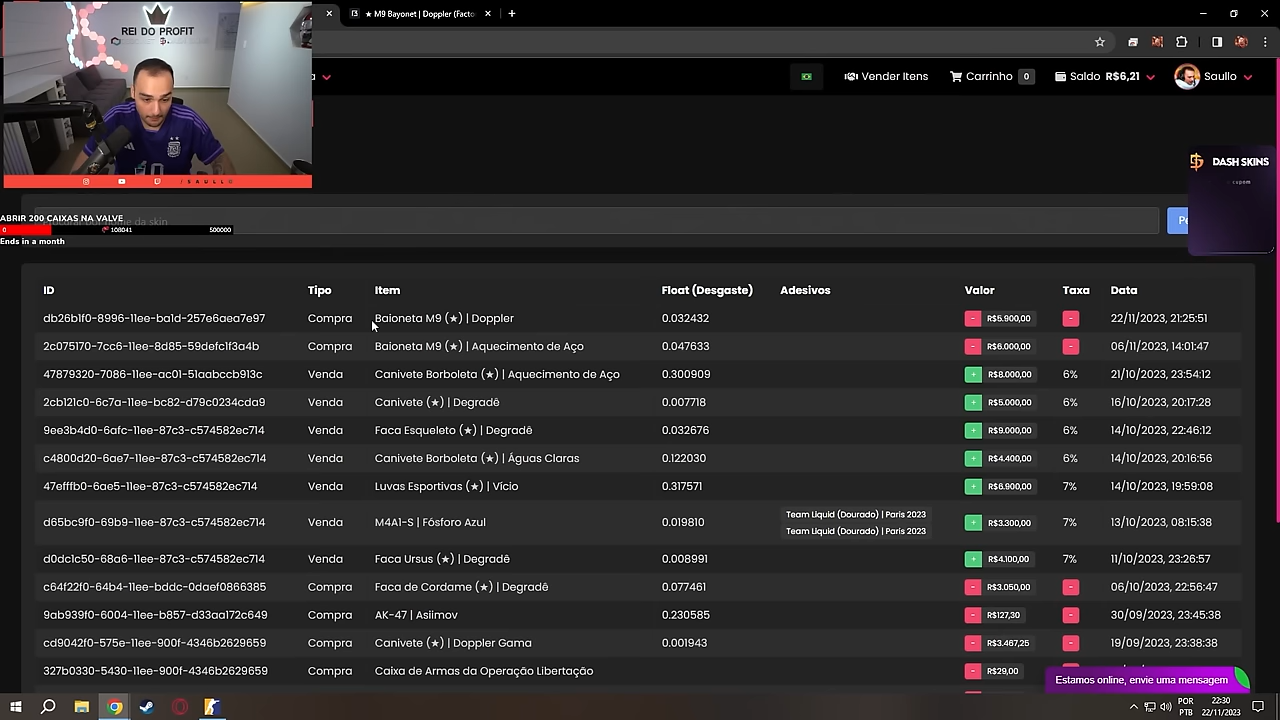 ★ M9 Bayonet | Doppler (Facto
REI DO PROFIT
Vender Itens
Carrinho 0
Saldo R$6,21
Saullo
DASH SKINS
cupom
/ S A U L L O
ABRIR 200 CAIXAS NA VALVE
0 108041 500000
Ends in a month
Pe
ID Tipo Item Float (Desgaste) Adesivos Valor Taxa Data
db26b1f0-8996-11ee-ba1d-257e6aea7e97 Compra Baioneta M9 (★) | Doppler 0.032432 - R$5.900,00 - 22/11/2023, 21:25:51
2c075170-7cc6-11ee-8d85-59defc1f3a4b Compra Baioneta M9 (★) | Aquecimento de Aço 0.047633 - R$6.000,00 - 06/11/2023, 14:01:47
47879320-7086-11ee-ac01-51aabccb913c Venda Canivete Borboleta (★) | Aquecimento de Aço 0.300909 + R$8.000,00 6% 21/10/2023, 23:54:12
2cb121c0-6c7a-11ee-bc82-d79c0234cda9 Venda Canivete (★) | Degradê 0.007718 + R$5.000,00 6% 16/10/2023, 20:17:28
9ee3b4d0-6afc-11ee-87c3-c574582ec714 Venda Faca Esqueleto (★) | Degradê 0.032676 + R$9.000,00 6% 14/10/2023, 22:46:12
c4800d20-6ae7-11ee-87c3-c574582ec714 Venda Canivete Borboleta (★) | Águas Claras 0.122030 + R$4.400,00 6% 14/10/2023, 20:16:56
47efffb0-6ae5-11ee-87c3-c574582ec714 Venda Luvas Esportivas (★) | Vício 0.317571 + R$6.900,00 7% 14/10/2023, 19:59:08
d65bc9f0-69b9-11ee-87c3-c574582ec714 Venda M4A1-S | Fósforo Azul 0.019810 Team Liquid (Dourado) | Paris 2023 + R$3.300,00 7% 13/10/2023, 08:15:38
Team Liquid (Dourado) | Paris 2023
d0dc1c50-68a6-11ee-87c3-c574582ec714 Venda Faca Ursus (★) | Degradê 0.008991 + R$4.100,00 7% 11/10/2023, 23:26:57
c64f22f0-64b4-11ee-bddc-0daef0866385 Compra Faca de Cordame (★) | Degradê 0.077461 - R$3.050,00 - 06/10/2023, 22:56:47
9ab939f0-6004-11ee-b857-d33aa172c649 Compra AK-47 | Asiimov 0.230585 - R$127,30 - 30/09/2023, 23:45:38
cd9042f0-575e-11ee-900f-4346b2629659 Compra Canivete (★) | Doppler Gama 0.001943 - R$3.467,25 - 19/09/2023, 23:38:38
327b0330-5430-11ee-900f-4346b2629659 Compra Caixa de Armas da Operação Libertação - R$29,00
Estamos online, envie uma mensagem
POR
PTB
22:30
22/11/2023